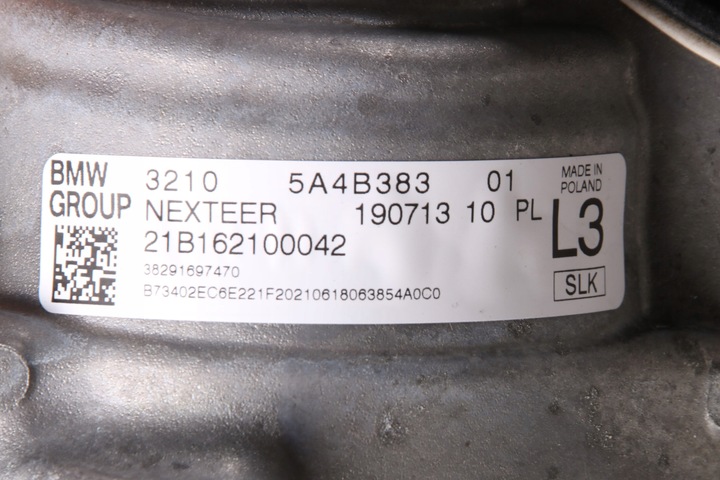 BMW GROUP
3210 5A4B383 01
NEXTEER 190713 10 PL
21B162100042
38291697470
B73402EC6E221F20210618063854A0C0
MADE IN
POLAND
L3
SLK